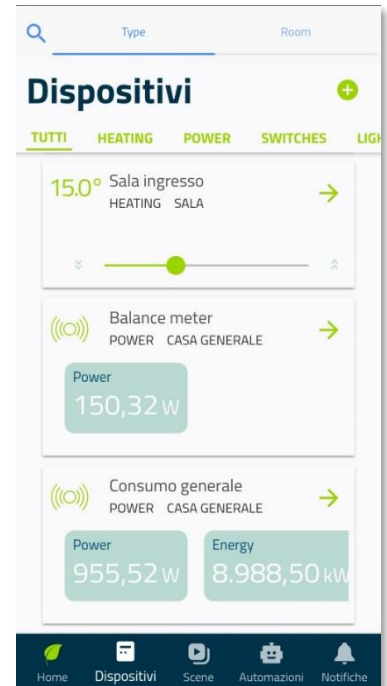 Type Room
Dispositivi
TUTTI HEATING POWER SWITCHES LIGH
15.0° Sala ingresso
HEATING SALA
Balance meter
POWER CASA GENERALE
Power
150,32 W
Consumo generale
POWER CASA GENERALE
Power Energy
955,52 W 8.988,50 kW
Home Dispositivi Scene Automazioni Notifiche